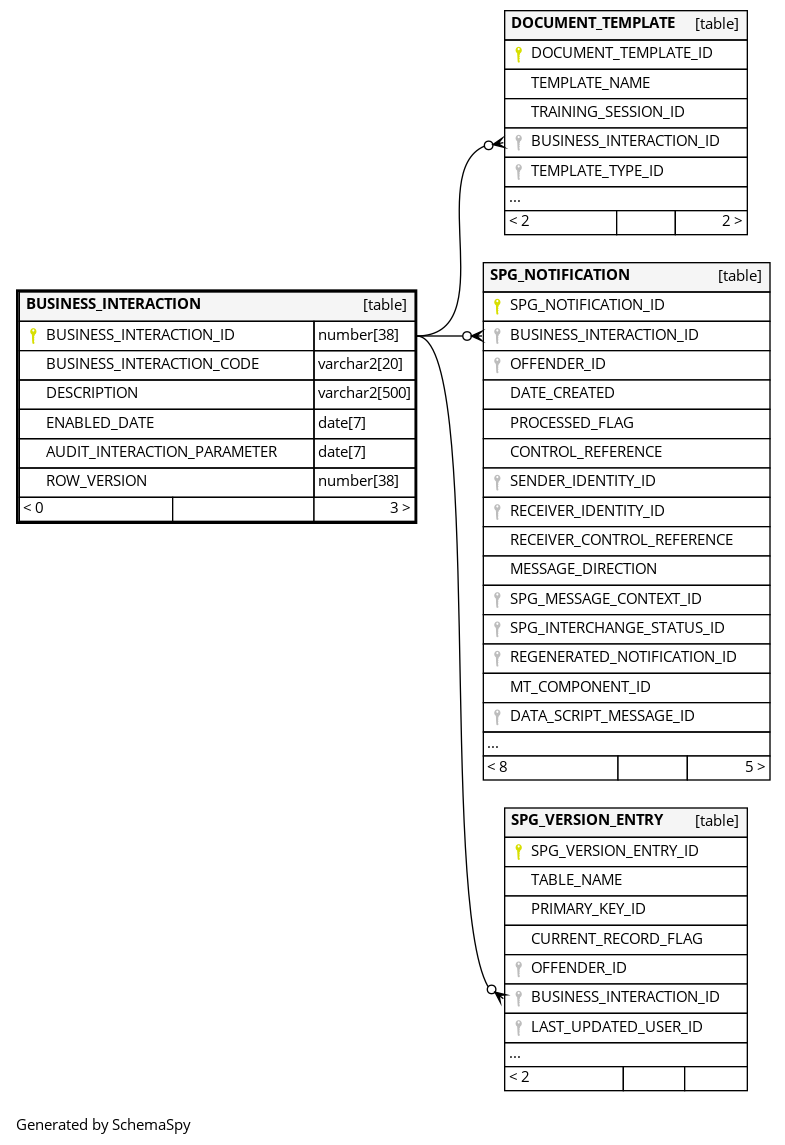 DOCUMENT_TEMPLATE [table]
DOCUMENT_TEMPLATE_ID
TEMPLATE_NAME
TRAINING_SESSION_ID
BUSINESS_INTERACTION_ID
TEMPLATE_TYPE_ID
...
< 2 2 >
BUSINESS_INTERACTION [table]
BUSINESS_INTERACTION_ID number[38]
BUSINESS_INTERACTION_CODE varchar2[20]
DESCRIPTION varchar2[500]
ENABLED_DATE date[7]
AUDIT_INTERACTION_PARAMETER date[7]
ROW_VERSION number[38]
< 0 3 >
SPG_NOTIFICATION [table]
SPG_NOTIFICATION_ID
BUSINESS_INTERACTION_ID
OFFENDER_ID
DATE_CREATED
PROCESSED_FLAG
CONTROL_REFERENCE
SENDER_IDENTITY_ID
RECEIVER_IDENTITY_ID
RECEIVER_CONTROL_REFERENCE
MESSAGE_DIRECTION
SPG_MESSAGE_CONTEXT_ID
SPG_INTERCHANGE_STATUS_ID
REGENERATED_NOTIFICATION_ID
MT_COMPONENT_ID
DATA_SCRIPT_MESSAGE_ID
...
< 8 5 >
SPG_VERSION_ENTRY [table]
SPG_VERSION_ENTRY_ID
TABLE_NAME
PRIMARY_KEY_ID
CURRENT_RECORD_FLAG
OFFENDER_ID
BUSINESS_INTERACTION_ID
LAST_UPDATED_USER_ID
...
< 2
Generated by SchemaSpy